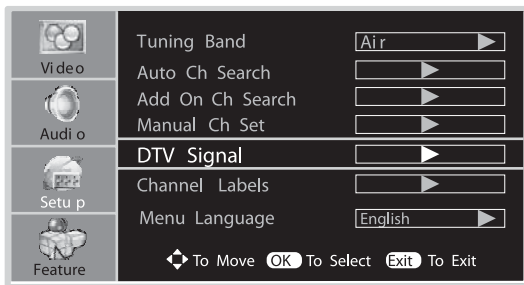 Video
Audio
Setup
Feature
Tuning Band Air
Auto Ch Search
Add On Ch Search
Manual Ch Set
DTV Signal
Channel Labels
Menu Language English
To Move OK To Select Exit To Exit